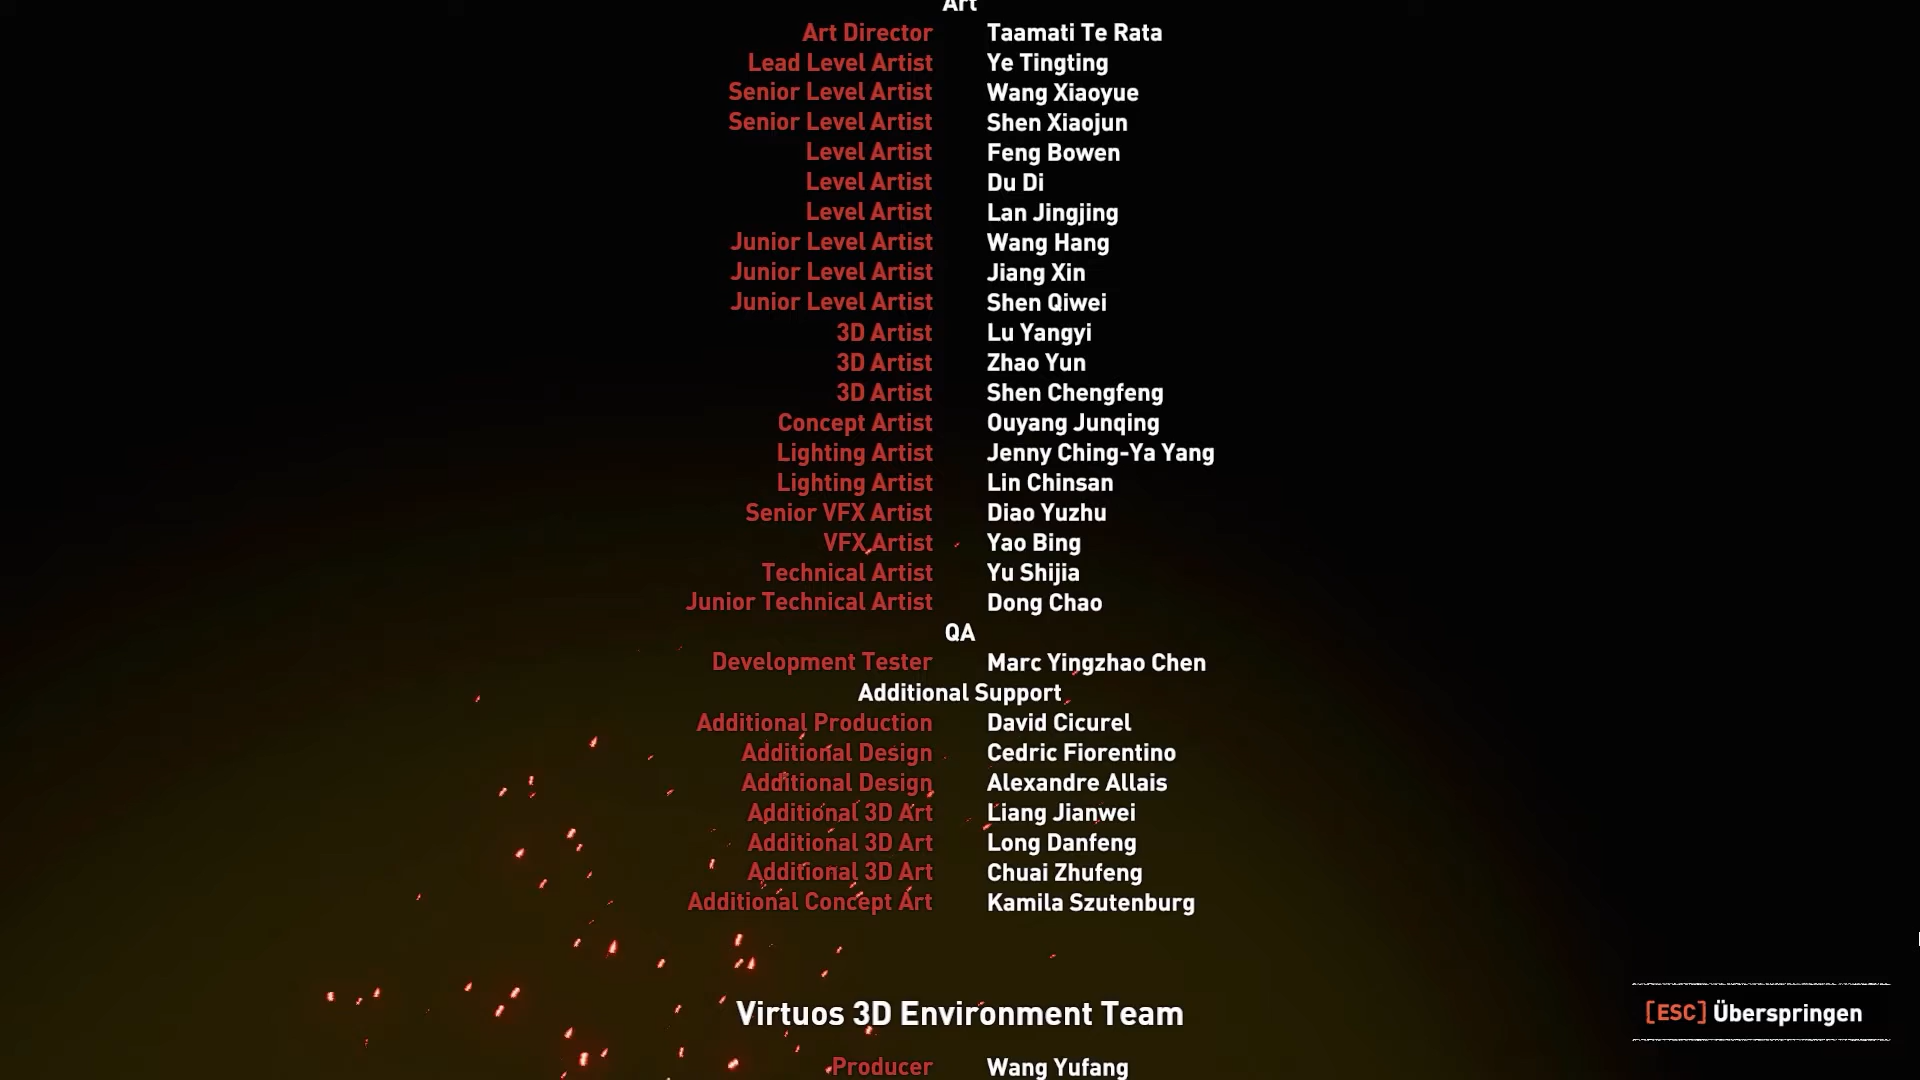 Art
Art Director Taamati Te Rata
Lead Level Artist Ye Tingting
Senior Level Artist Wang Xiaoyue
Senior Level Artist Shen Xiaojun
Level Artist Feng Bowen
Level Artist Du Di
Level Artist Lan Jingjing
Junior Level Artist Wang Hang
Junior Level Artist Jiang Xin
Junior Level Artist Shen Qiwei
3D Artist Lu Yangyi
3D Artist Zhao Yun
3D Artist Shen Chengfeng
Concept Artist Ouyang Junqing
Lighting Artist Jenny Ching-Ya Yang
Lighting Artist Lin Chinsan
Senior VFX Artist Diao Yuzhu
VFX Artist Yao Bing
Technical Artist Yu Shijia
Junior Technical Artist Dong Chao
QA
Development Tester Marc Yingzhao Chen
Additional Support
Additional Production David Cicurel
Additional Design Cedric Fiorentino
Additional Design Alexandre Allais
Additional 3D Art Liang Jianwei
Additional 3D Art Long Danfeng
Additional 3D Art Chuai Zhufeng
Additional Concept Art Kamila Szutenburg
Virtuos 3D Environment Team
[ESC] Überspringen
Producer Wang Yufang